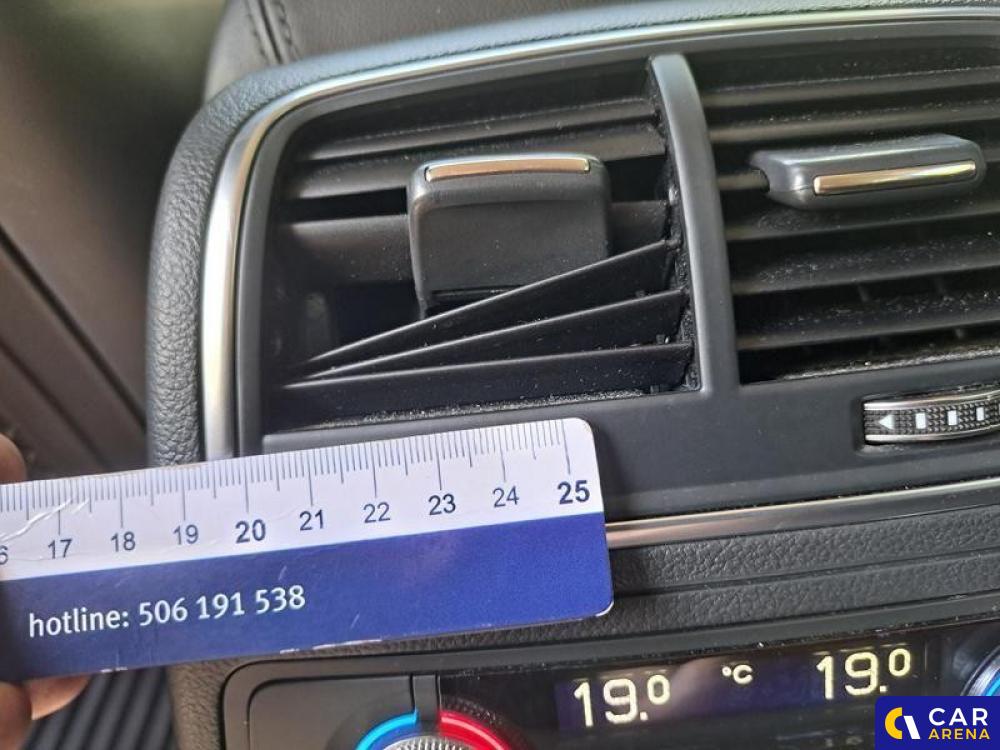 17 18 19 20 21 22 23 24 25
hotline: 506 191 538
19.0 °C 19.0
CAR
ARENA